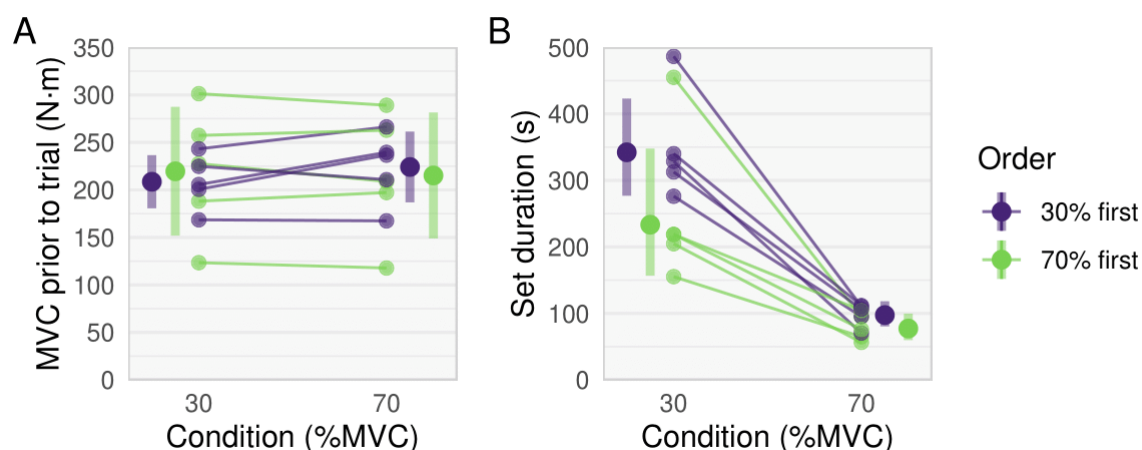 A
MVC prior to trial (N·m)
350
300
250
200
150
100
50
0
30
70
Condition (%MVC)
B
Set duration (s)
500
400
300
200
100
0
30
70
Condition (%MVC)
Order
30% first
70% first